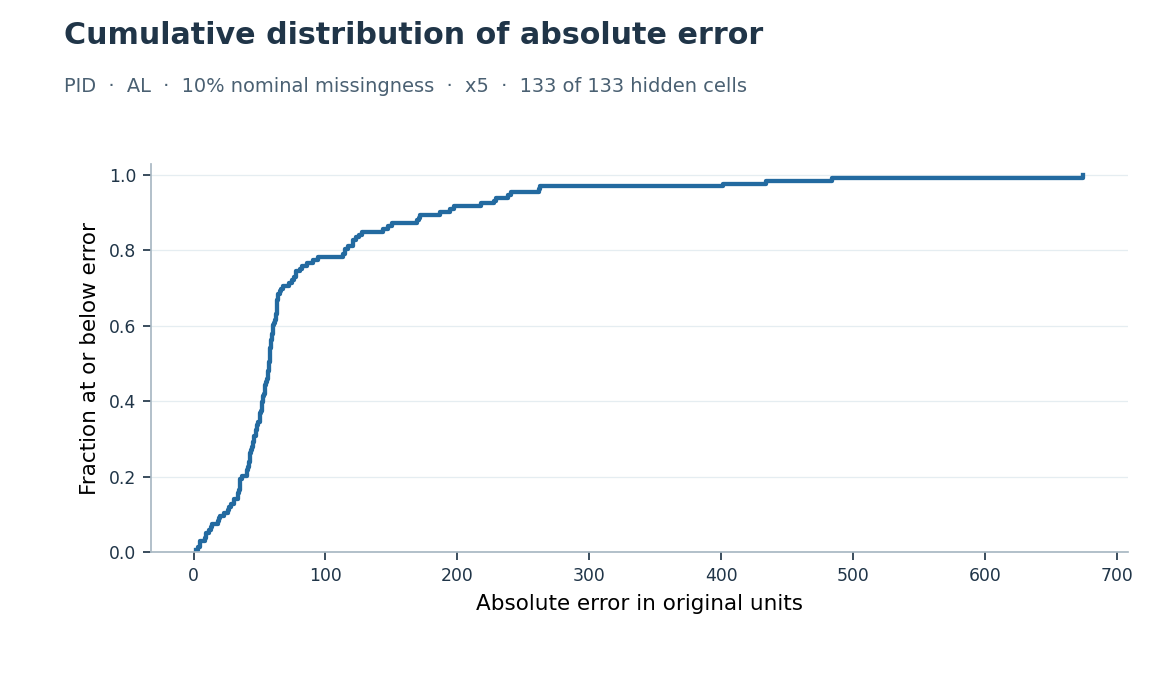 Cumulative distribution of absolute error
PID · AL · 10% nominal missingness · x5 · 133 of 133 hidden cells
Fraction at or below error
1.0
0.8
0.6
0.4
0.2
0.0
0 100 200 300 400 500 600 700
Absolute error in original units